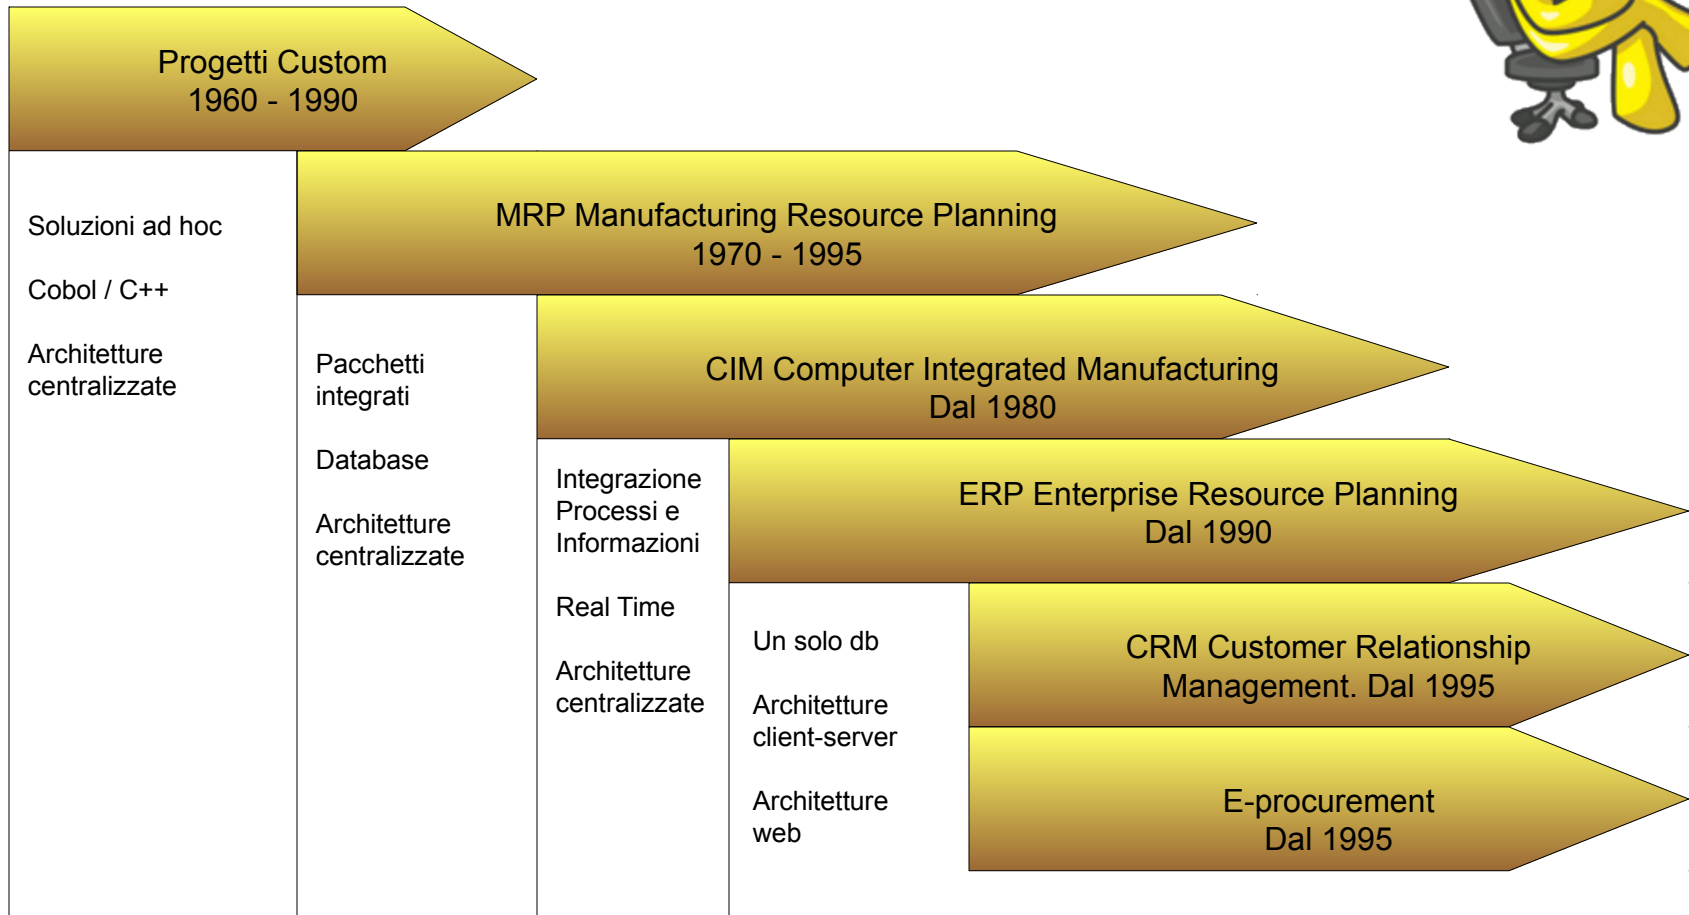 Progetti Custom
1960 - 1990
Soluzioni ad hoc
Cobol / C++
Architetture
centralizzate
MRP Manufacturing Resource Planning
1970 - 1995
Pacchetti
integrati
Database
Architetture
centralizzate
CIM Computer Integrated Manufacturing
Dal 1980
Integrazione
Processi e
Informazioni
Real Time
Architetture
centralizzate
ERP Enterprise Resource Planning
Dal 1990
Un solo db
Architetture
client-server
Architetture
web
CRM Customer Relationship
Management. Dal 1995
E-procurement
Dal 1995